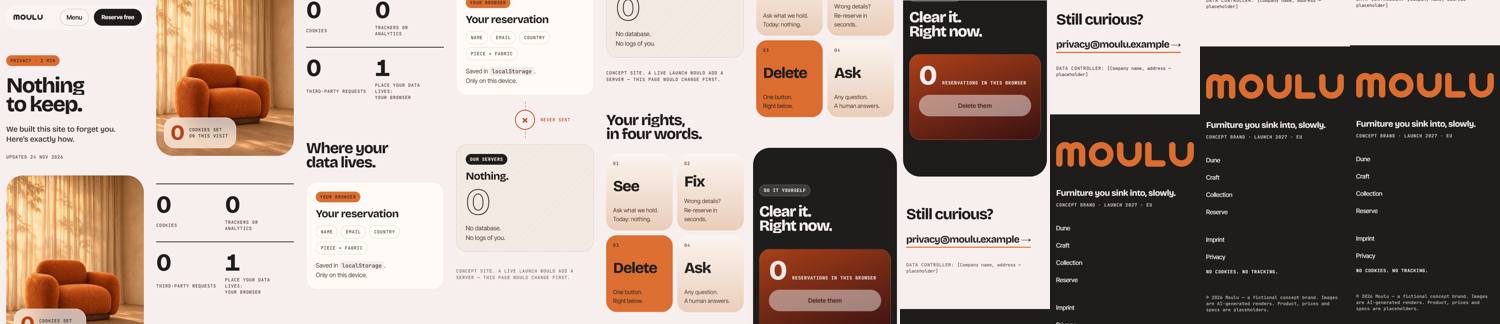 MOULU
Menu
Reserve free
PRIVACY · 2 MIN
Nothing
to keep.
We built this site to forget you.
Here's exactly how.
UPDATED 24 NOV 2026
0
COOKIES SET
0
COOKIES SET
ON THIS VISIT
0
COOKIES
0
TRACKERS OR
ANALYTICS
0
THIRD-PARTY REQUESTS
1
PLACE YOUR DATA
LIVES:
YOUR BROWSER
0
COOKIES
0
TRACKERS OR
ANALYTICS
0
THIRD-PARTY REQUESTS
1
PLACE YOUR DATA
LIVES:
YOUR BROWSER
Where your
data lives.
YOUR BROWSER
Your reservation
NAME
EMAIL
COUNTRY
PIECE + FABRIC
Saved in localStorage.
Only on this device.
YOUR BROWSER
Your reservation
NAME
EMAIL
COUNTRY
PIECE + FABRIC
Saved in localStorage.
Only on this device.
×
NEVER SENT
OUR SERVERS
Nothing.
0
No database.
No logs of you.
CONCEPT SITE. A LIVE LAUNCH WOULD ADD A
SERVER — THIS PAGE WOULD CHANGE FIRST.
0
No database.
No logs of you.
CONCEPT SITE. A LIVE LAUNCH WOULD ADD A
SERVER — THIS PAGE WOULD CHANGE FIRST.
Your rights,
in four words.
01
See
Ask what we hold.
Today: nothing.
02
Fix
Wrong details?
Re-reserve in
seconds.
03
Delete
One button.
Right below.
04
Ask
Any question.
A human answers.
Ask what we hold.
Today: nothing.
Wrong details?
Re-reserve in
seconds.
03
Delete
One button.
Right below.
04
Ask
Any question.
A human answers.
DO IT YOURSELF
Clear it.
Right now.
0
RESERVATIONS IN THIS BROWSER
Delete them
Clear it.
Right now.
0
RESERVATIONS IN THIS BROWSER
Delete them
Still curious?
privacy@moulu.example →
DATA CONTROLLER: [Company name, address —
placeholder]
Still curious?
privacy@moulu.example →
DATA CONTROLLER: [Company name, address —
placeholder]
MOULU
Furniture you sink into, slowly.
CONCEPT BRAND · LAUNCH 2027 · EU
Dune
Craft
Collection
Reserve
Imprint
placeholder]
MOULU
Furniture you sink into, slowly.
CONCEPT BRAND · LAUNCH 2027 · EU
Dune
Craft
Collection
Reserve
Imprint
Privacy
NO COOKIES. NO TRACKING.
© 2026 Moulu — a fictional concept brand. Images
are AI-generated renders. Product, prices and
specs are placeholders.
placeholder]
MOULU
Furniture you sink into, slowly.
CONCEPT BRAND · LAUNCH 2027 · EU
Dune
Craft
Collection
Reserve
Imprint
Privacy
NO COOKIES. NO TRACKING.
© 2026 Moulu — a fictional concept brand. Images
are AI-generated renders. Product, prices and
specs are placeholders.